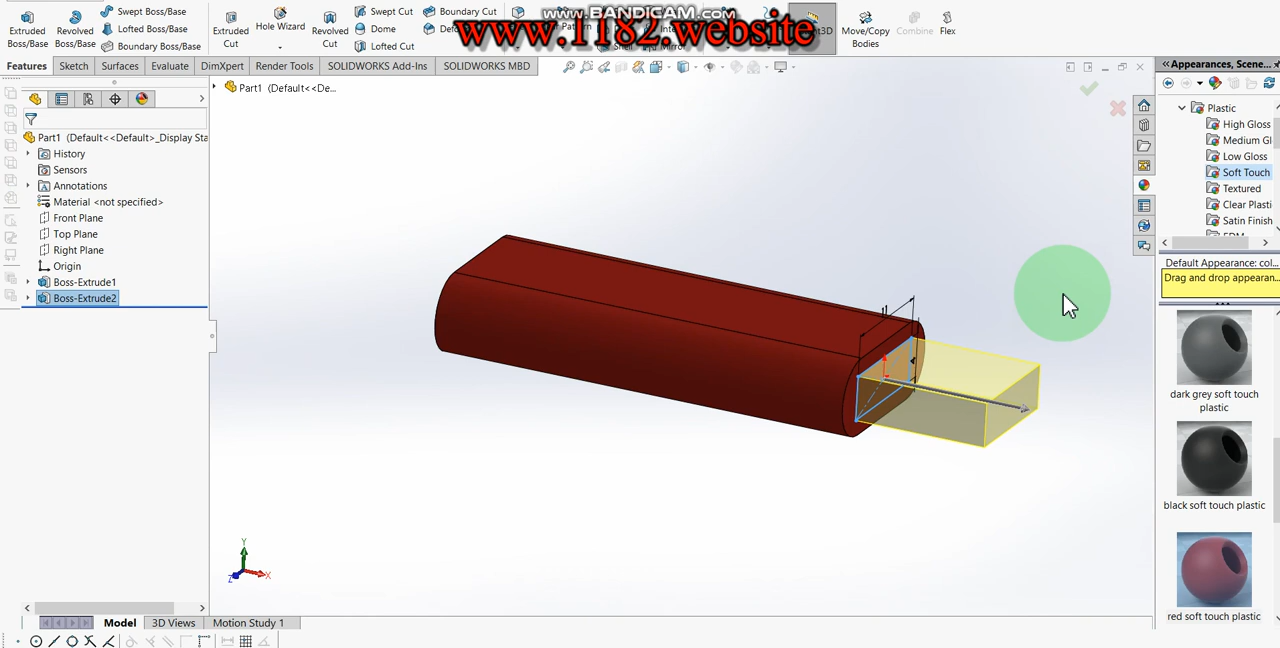 www.BANDICAM.com
www.1182.website
Extruded Boss/Base
Revolved Boss/Base
Swept Boss/Base
Lofted Boss/Base
Boundary Boss/Base
Extruded Cut
Hole Wizard
Revolved Cut
Swept Cut
Dome
Lofted Cut
Boundary Cut
Shell
Mirror
Move/Copy Bodies
Combine
Flex
Features
Sketch
Surfaces
Evaluate
DimXpert
Render Tools
SOLIDWORKS Add-Ins
SOLIDWORKS MBD
Part1 (Default<<De...
Part1 (Default<<Default>_Display Sta
History
Sensors
Annotations
Material <not specified>
Front Plane
Top Plane
Right Plane
Origin
Boss-Extrude1
Boss-Extrude2
Y
X
Z
Model
3D Views
Motion Study 1
Appearances, Scene...
Plastic
High Gloss
Medium Gl
Low Gloss
Soft Touch
Textured
Clear Plasti
Satin Finish
EDM
Default Appearance: col...
Drag and drop appearan...
dark grey soft touch
plastic
black soft touch plastic
red soft touch plastic